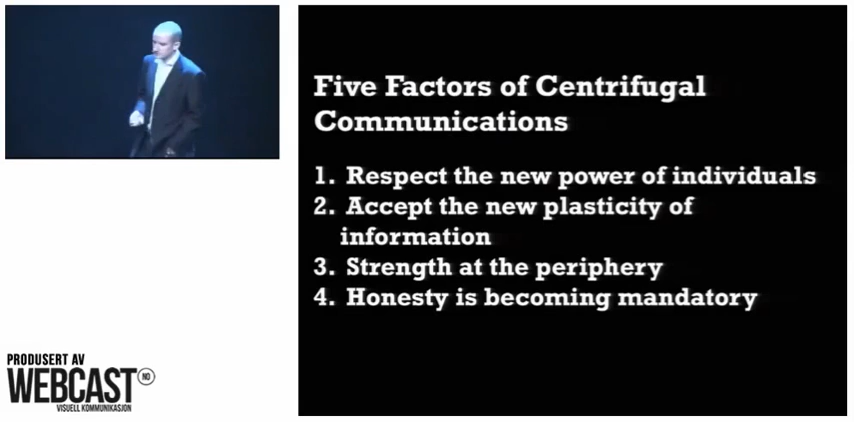 Five Factors of Centrifugal
Communications
1. Respect the new power of individuals
2. Accept the new plasticity of
information
3. Strength at the periphery
4. Honesty is becoming mandatory
PRODUSERT AV
WEBCAST NO
VISUELL KOMMUNIKASJON